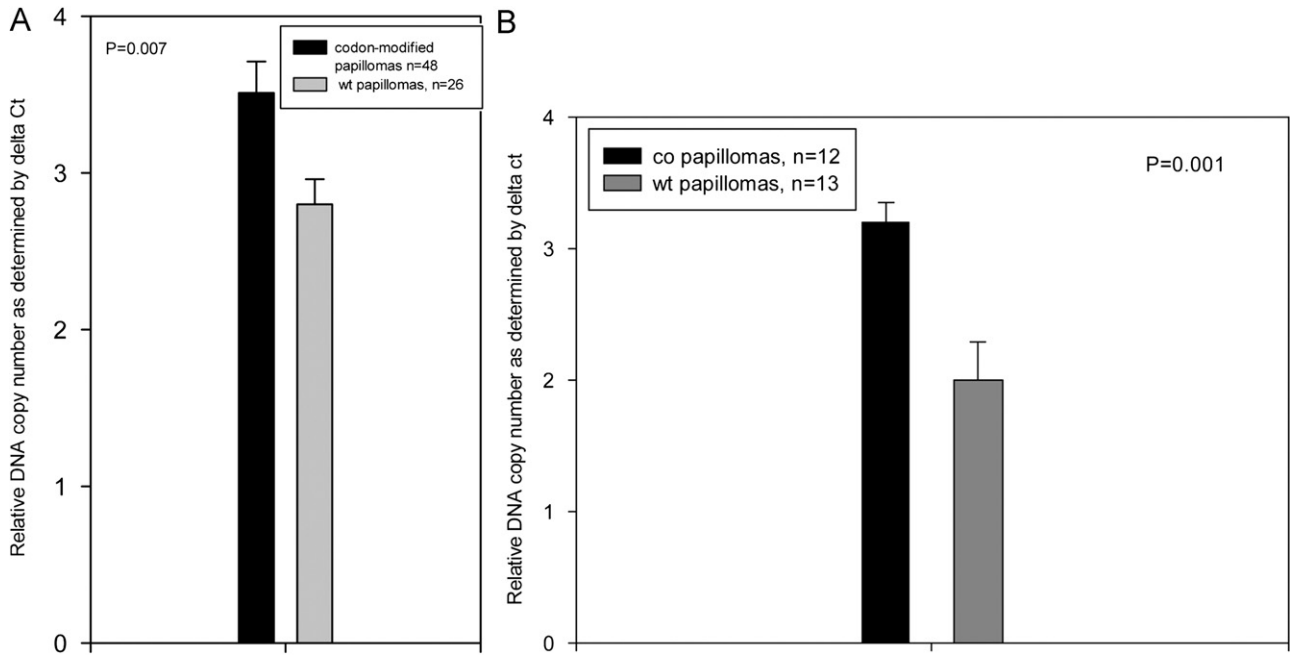 A
Relative DNA copy number as determined by delta Ct
4
3
2
1
0
P=0.007
codon-modified
papillomas n=48
wt papillomas, n=26
B
Relative DNA copy number as determined by delta ct
4
3
2
1
0
co papillomas, n=12
wt papillomas, n=13
P=0.001